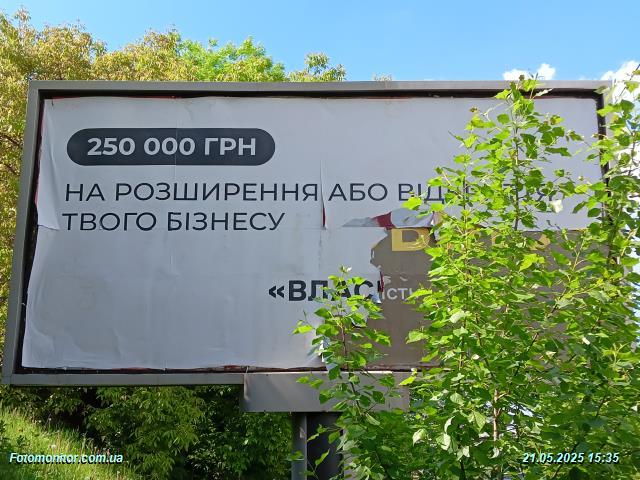 250 000 ГРН
НА РОЗШИРЕННЯ АБО
ТВОГО БІЗНЕСУ
Fotomonitor.com.ua
21.05.2025 15:35